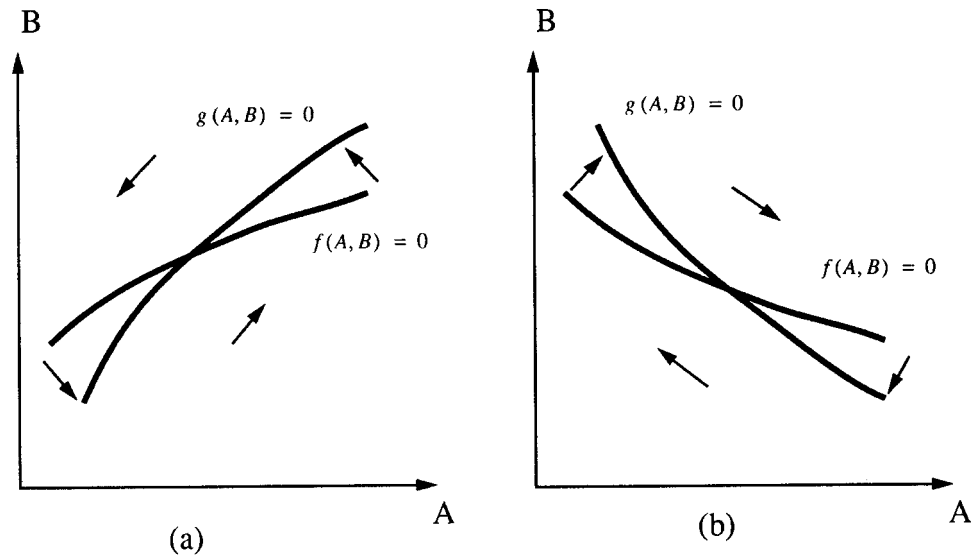 B
g(A, B) = 0
f(A, B) = 0
A
(a)
B
g(A, B) = 0
f(A, B) = 0
A
(b)